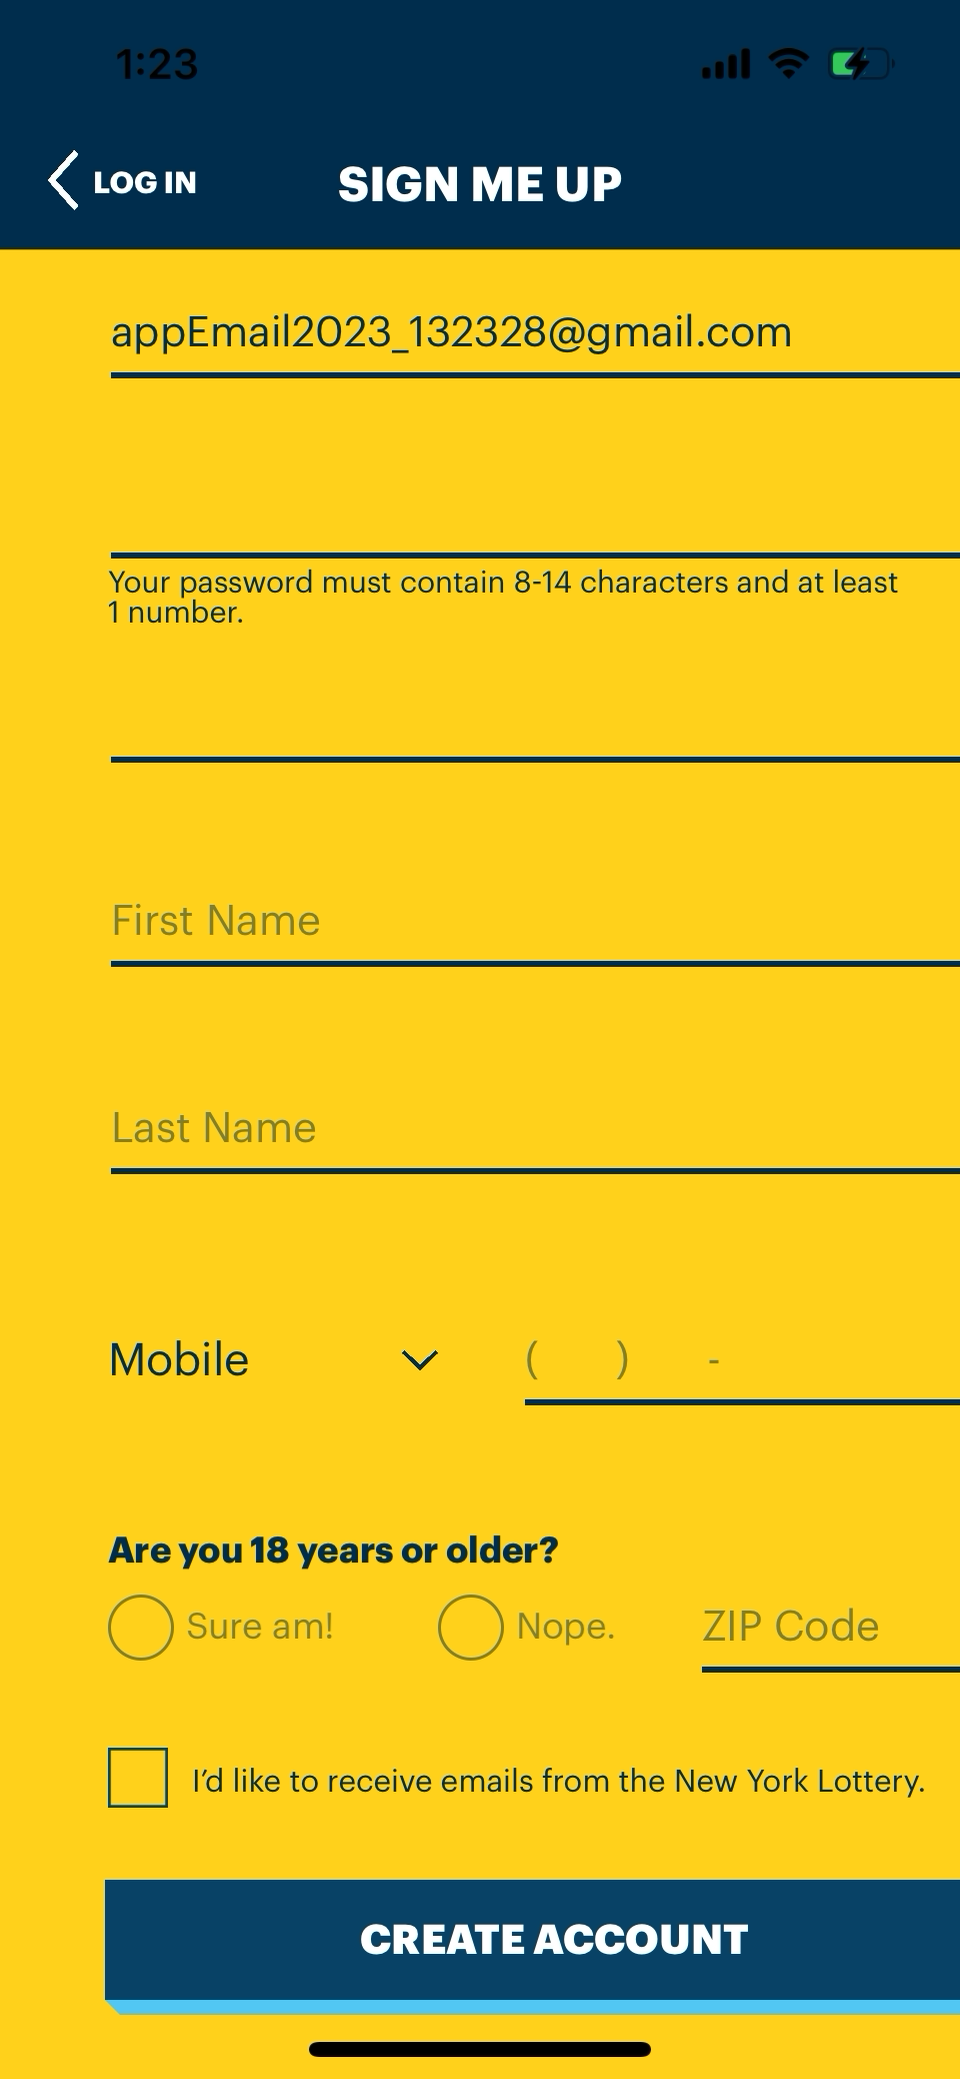 1:23
LOG IN
SIGN ME UP
appEmail2023_132328@gmail.com
Your password must contain 8-14 characters and at least
1 number.
First Name
Last Name
Mobile
( ) -
Are you 18 years or older?
Sure am!
Nope.
ZIP Code
I’d like to receive emails from the New York Lottery.
CREATE ACCOUNT